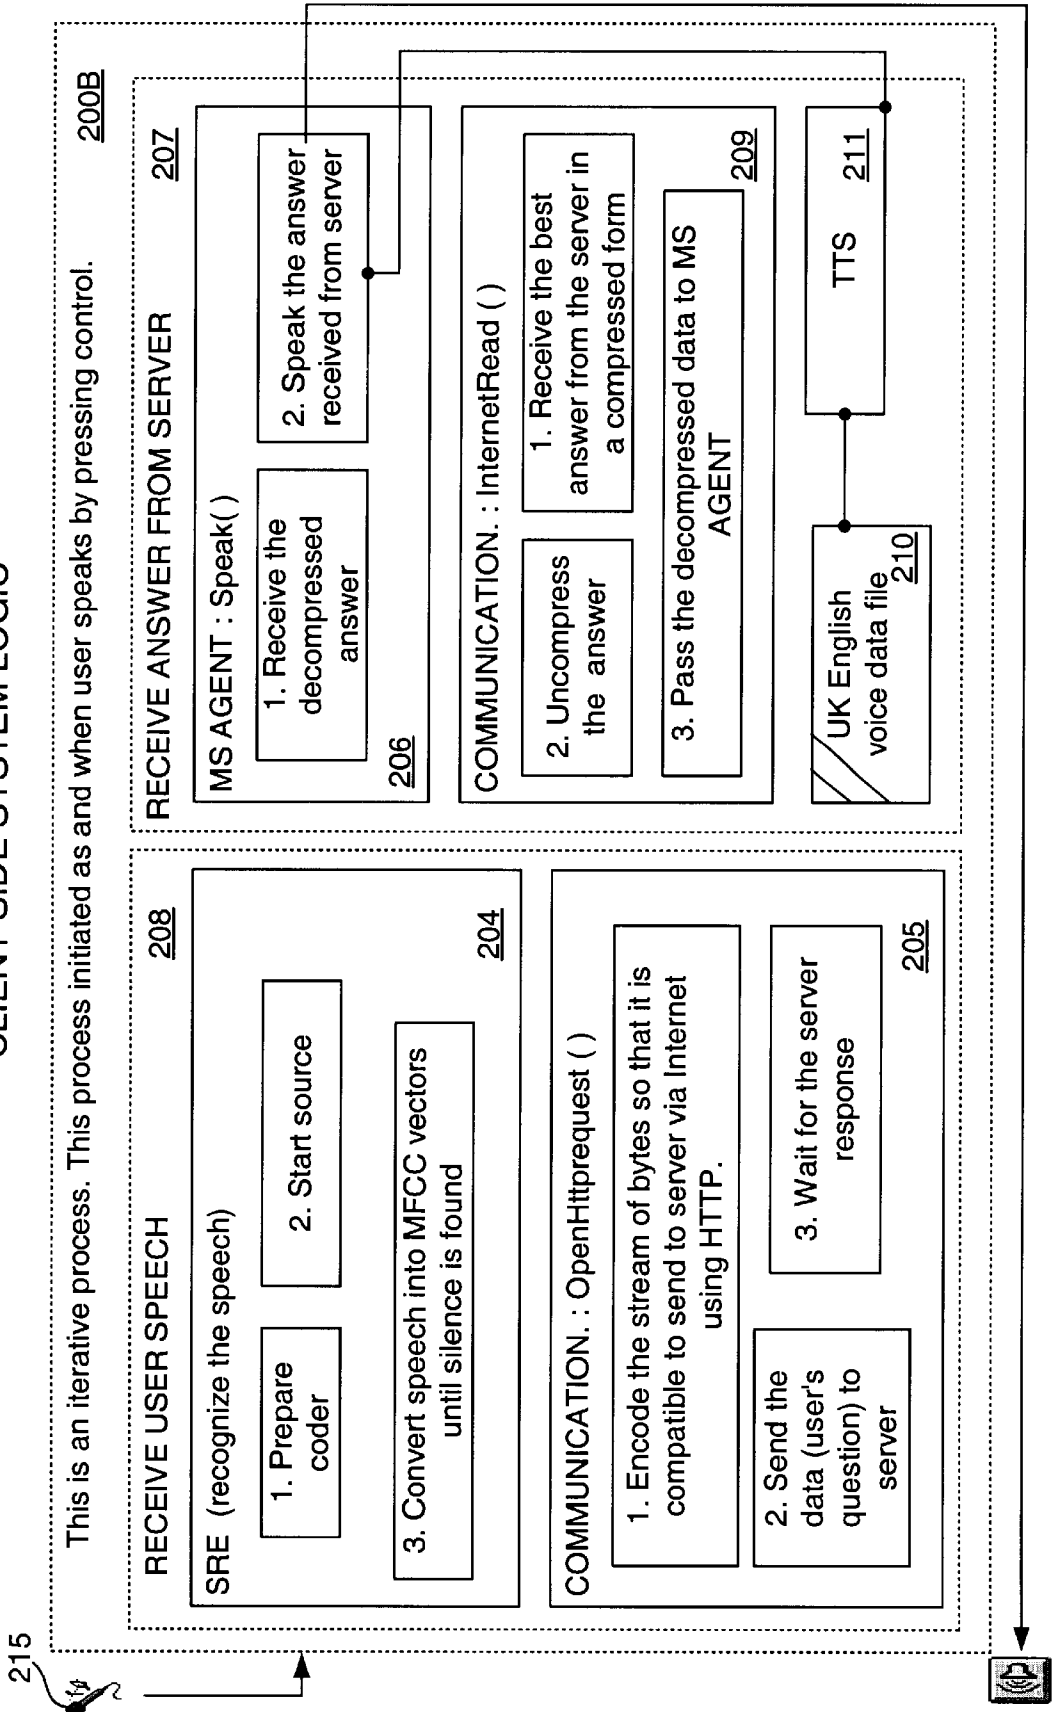 CLIENT SIDE SYSTEM LOGIC
This is an iterative process. This process initiated as and when user speaks by pressing control.
200B
215
RECEIVE USER SPEECH
208
SRE (recognize the speech)
1. Prepare
coder
2. Start source
3. Convert speech into MFCC vectors
until silence is found
204
COMMUNICATION. : OpenHttprequest ( )
1. Encode the stream of bytes so that it is
compatible to send to server via Internet
using HTTP.
2. Send the
data (user's
question) to
server
3. Wait for the server
response
205
RECEIVE ANSWER FROM SERVER
207
MS AGENT : Speak( )
1. Receive the
decompressed
answer
2. Speak the answer
received from server
206
COMMUNICATION. : InternetRead ( )
2. Uncompress
the answer
1. Receive the best
answer from the server in
a compressed form
3. Pass the decompressed data to MS
AGENT
209
UK English
voice data file
210
TTS
211